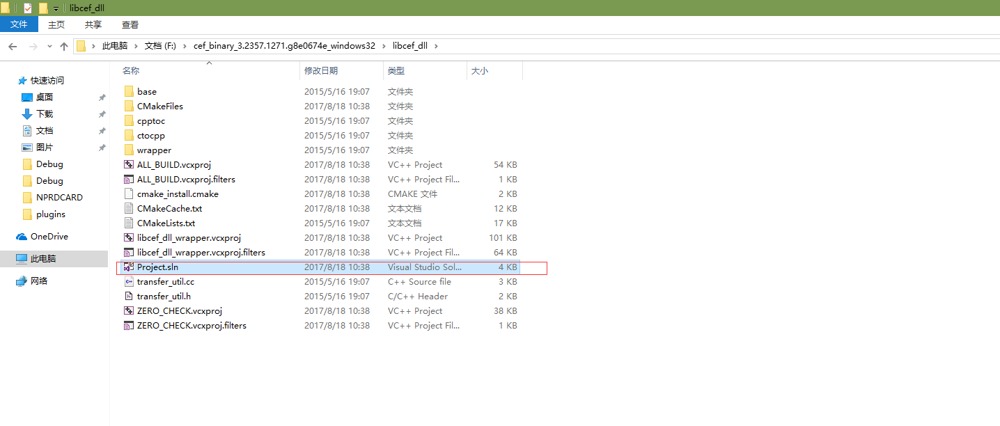 libcef_dll
文件 主页 共享 查看
此电脑 文档 (F:) cef_binary_3.2357.1271.g8e0674e_windows32 libcef_dll
快速访问
桌面
下载
文档
图片
Debug
Debug
NPRDCARD
plugins
OneDrive
此电脑
网络
名称 修改日期 类型 大小
base 2015/5/16 19:07 文件夹
CMakeFiles 2017/8/18 10:38 文件夹
cpptoc 2015/5/16 19:07 文件夹
ctocpp 2015/5/16 19:07 文件夹
wrapper 2015/5/16 19:07 文件夹
ALL_BUILD.vcxproj 2017/8/18 10:38 VC++ Project 54 KB
ALL_BUILD.vcxproj.filters 2017/8/18 10:38 VC++ Project Fil... 1 KB
cmake_install.cmake 2017/8/18 10:38 CMAKE 文件 2 KB
CMakeCache.txt 2017/8/18 10:38 文本文档 12 KB
CMakeLists.txt 2015/5/16 19:07 文本文档 17 KB
libcef_dll_wrapper.vcxproj 2017/8/18 10:38 VC++ Project 101 KB
libcef_dll_wrapper.vcxproj.filters 2017/8/18 10:38 VC++ Project Fil... 64 KB
Project.sln 2017/8/18 10:38 Visual Studio Sol... 4 KB
transfer_util.cc 2015/5/16 19:07 C++ Source file 3 KB
transfer_util.h 2015/5/16 19:07 C/C++ Header 2 KB
ZERO_CHECK.vcxproj 2017/8/18 10:38 VC++ Project 38 KB
ZERO_CHECK.vcxproj.filters 2017/8/18 10:38 VC++ Project Fil... 1 KB